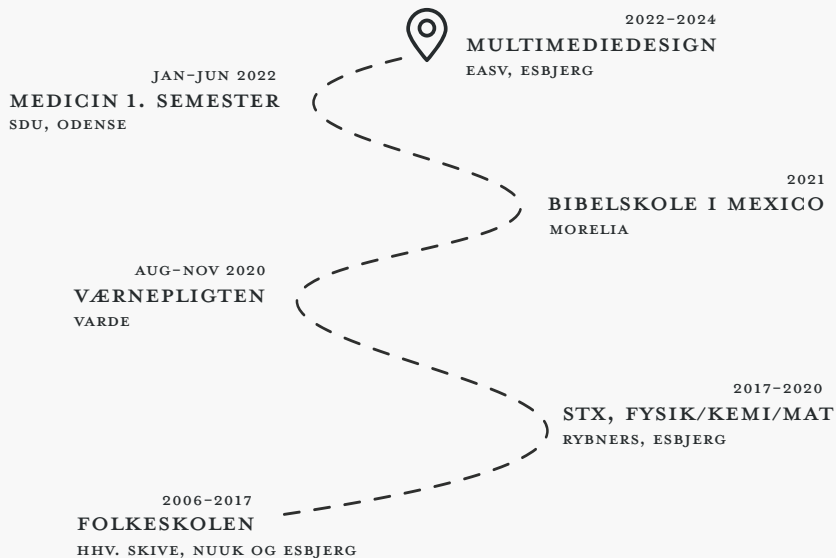 2022–2024
MULTIMEDIEDESIGN
EASV, ESBJERG
JAN–JUN 2022
MEDICIN 1. SEMESTER
SDU, ODENSE
2021
BIBELSKOLE I MEXICO
MORELIA
AUG–NOV 2020
VÆRNEPLIGTEN
VARDE
2017–2020
STX, FYSIK/KEMI/MAT
RYBNERS, ESBJERG
2006–2017
FOLKESKOLEN
HHV. SKIVE, NUUK OG ESBJERG